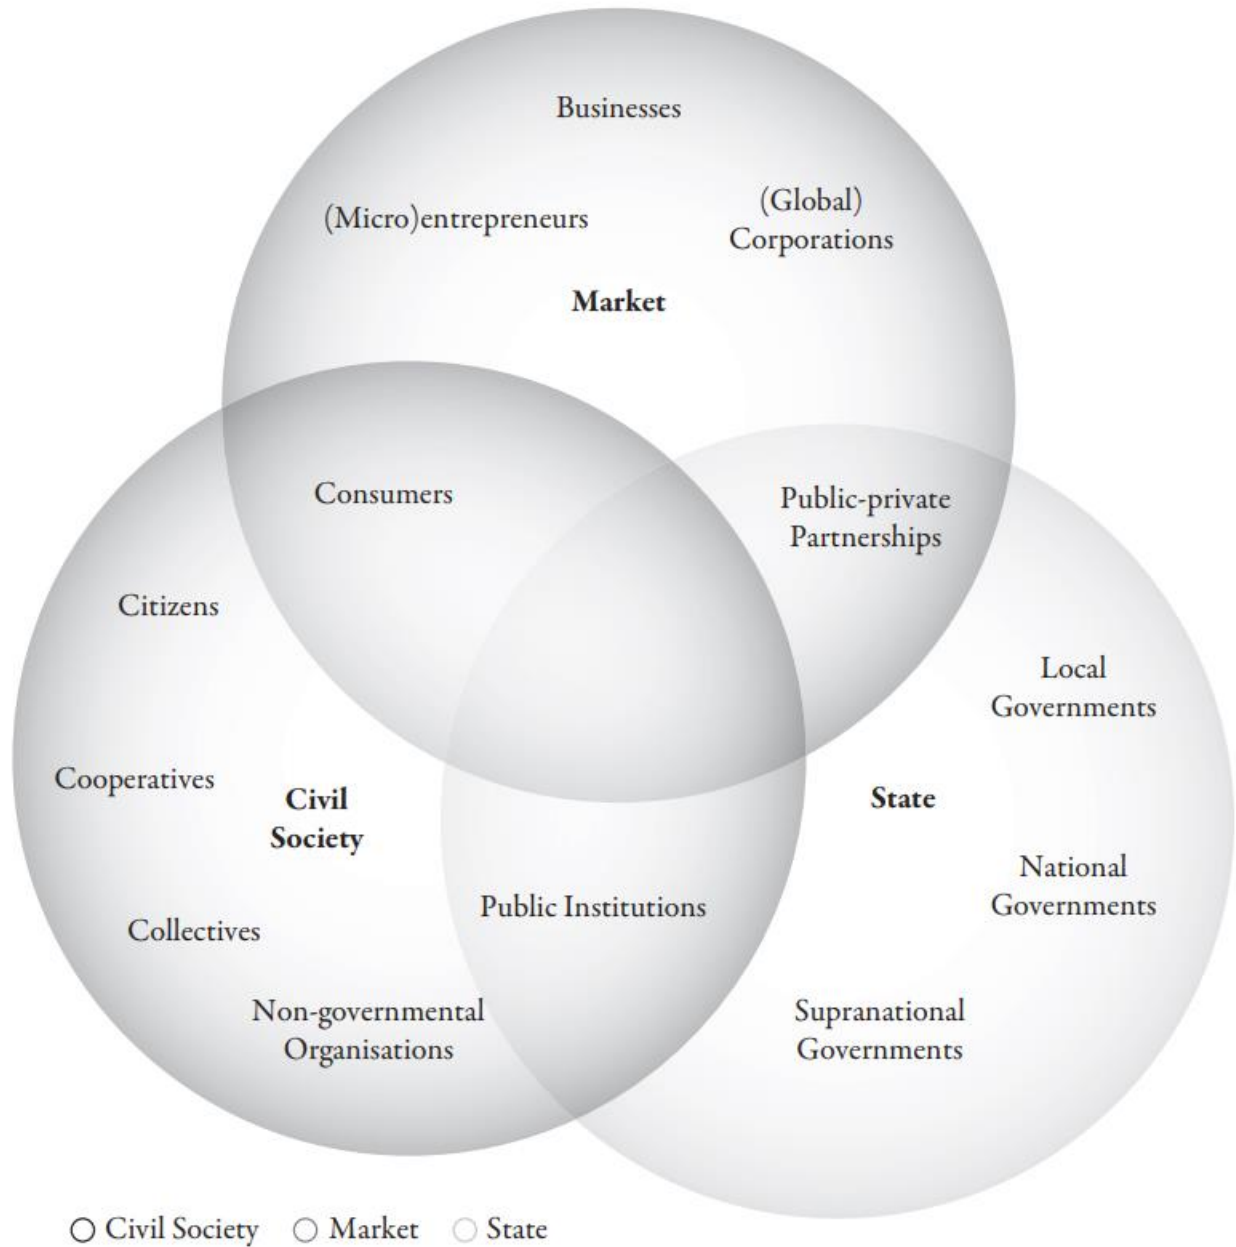 Businesses
(Micro)entrepreneurs
(Global)
Corporations
Market
Consumers
Public-private
Partnerships
Citizens
Local
Governments
Cooperatives
Civil
Society
State
National
Governments
Public Institutions
Collectives
Non-governmental
Organisations
Supranational
Governments
Civil Society Market State